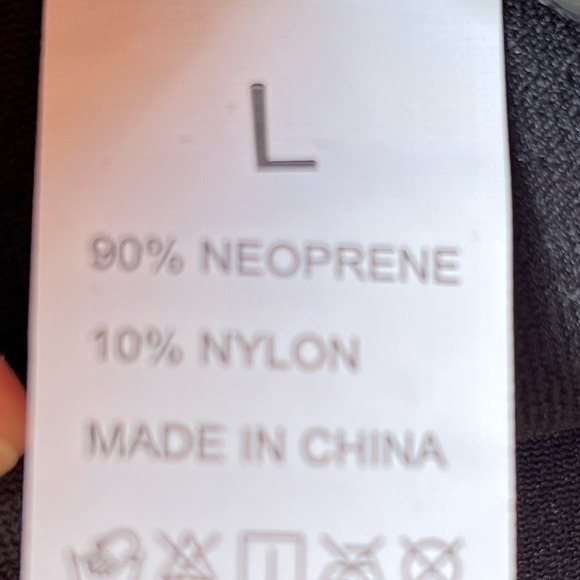 L
90% NEOPRENE
10% NYLON
MADE IN CHINA